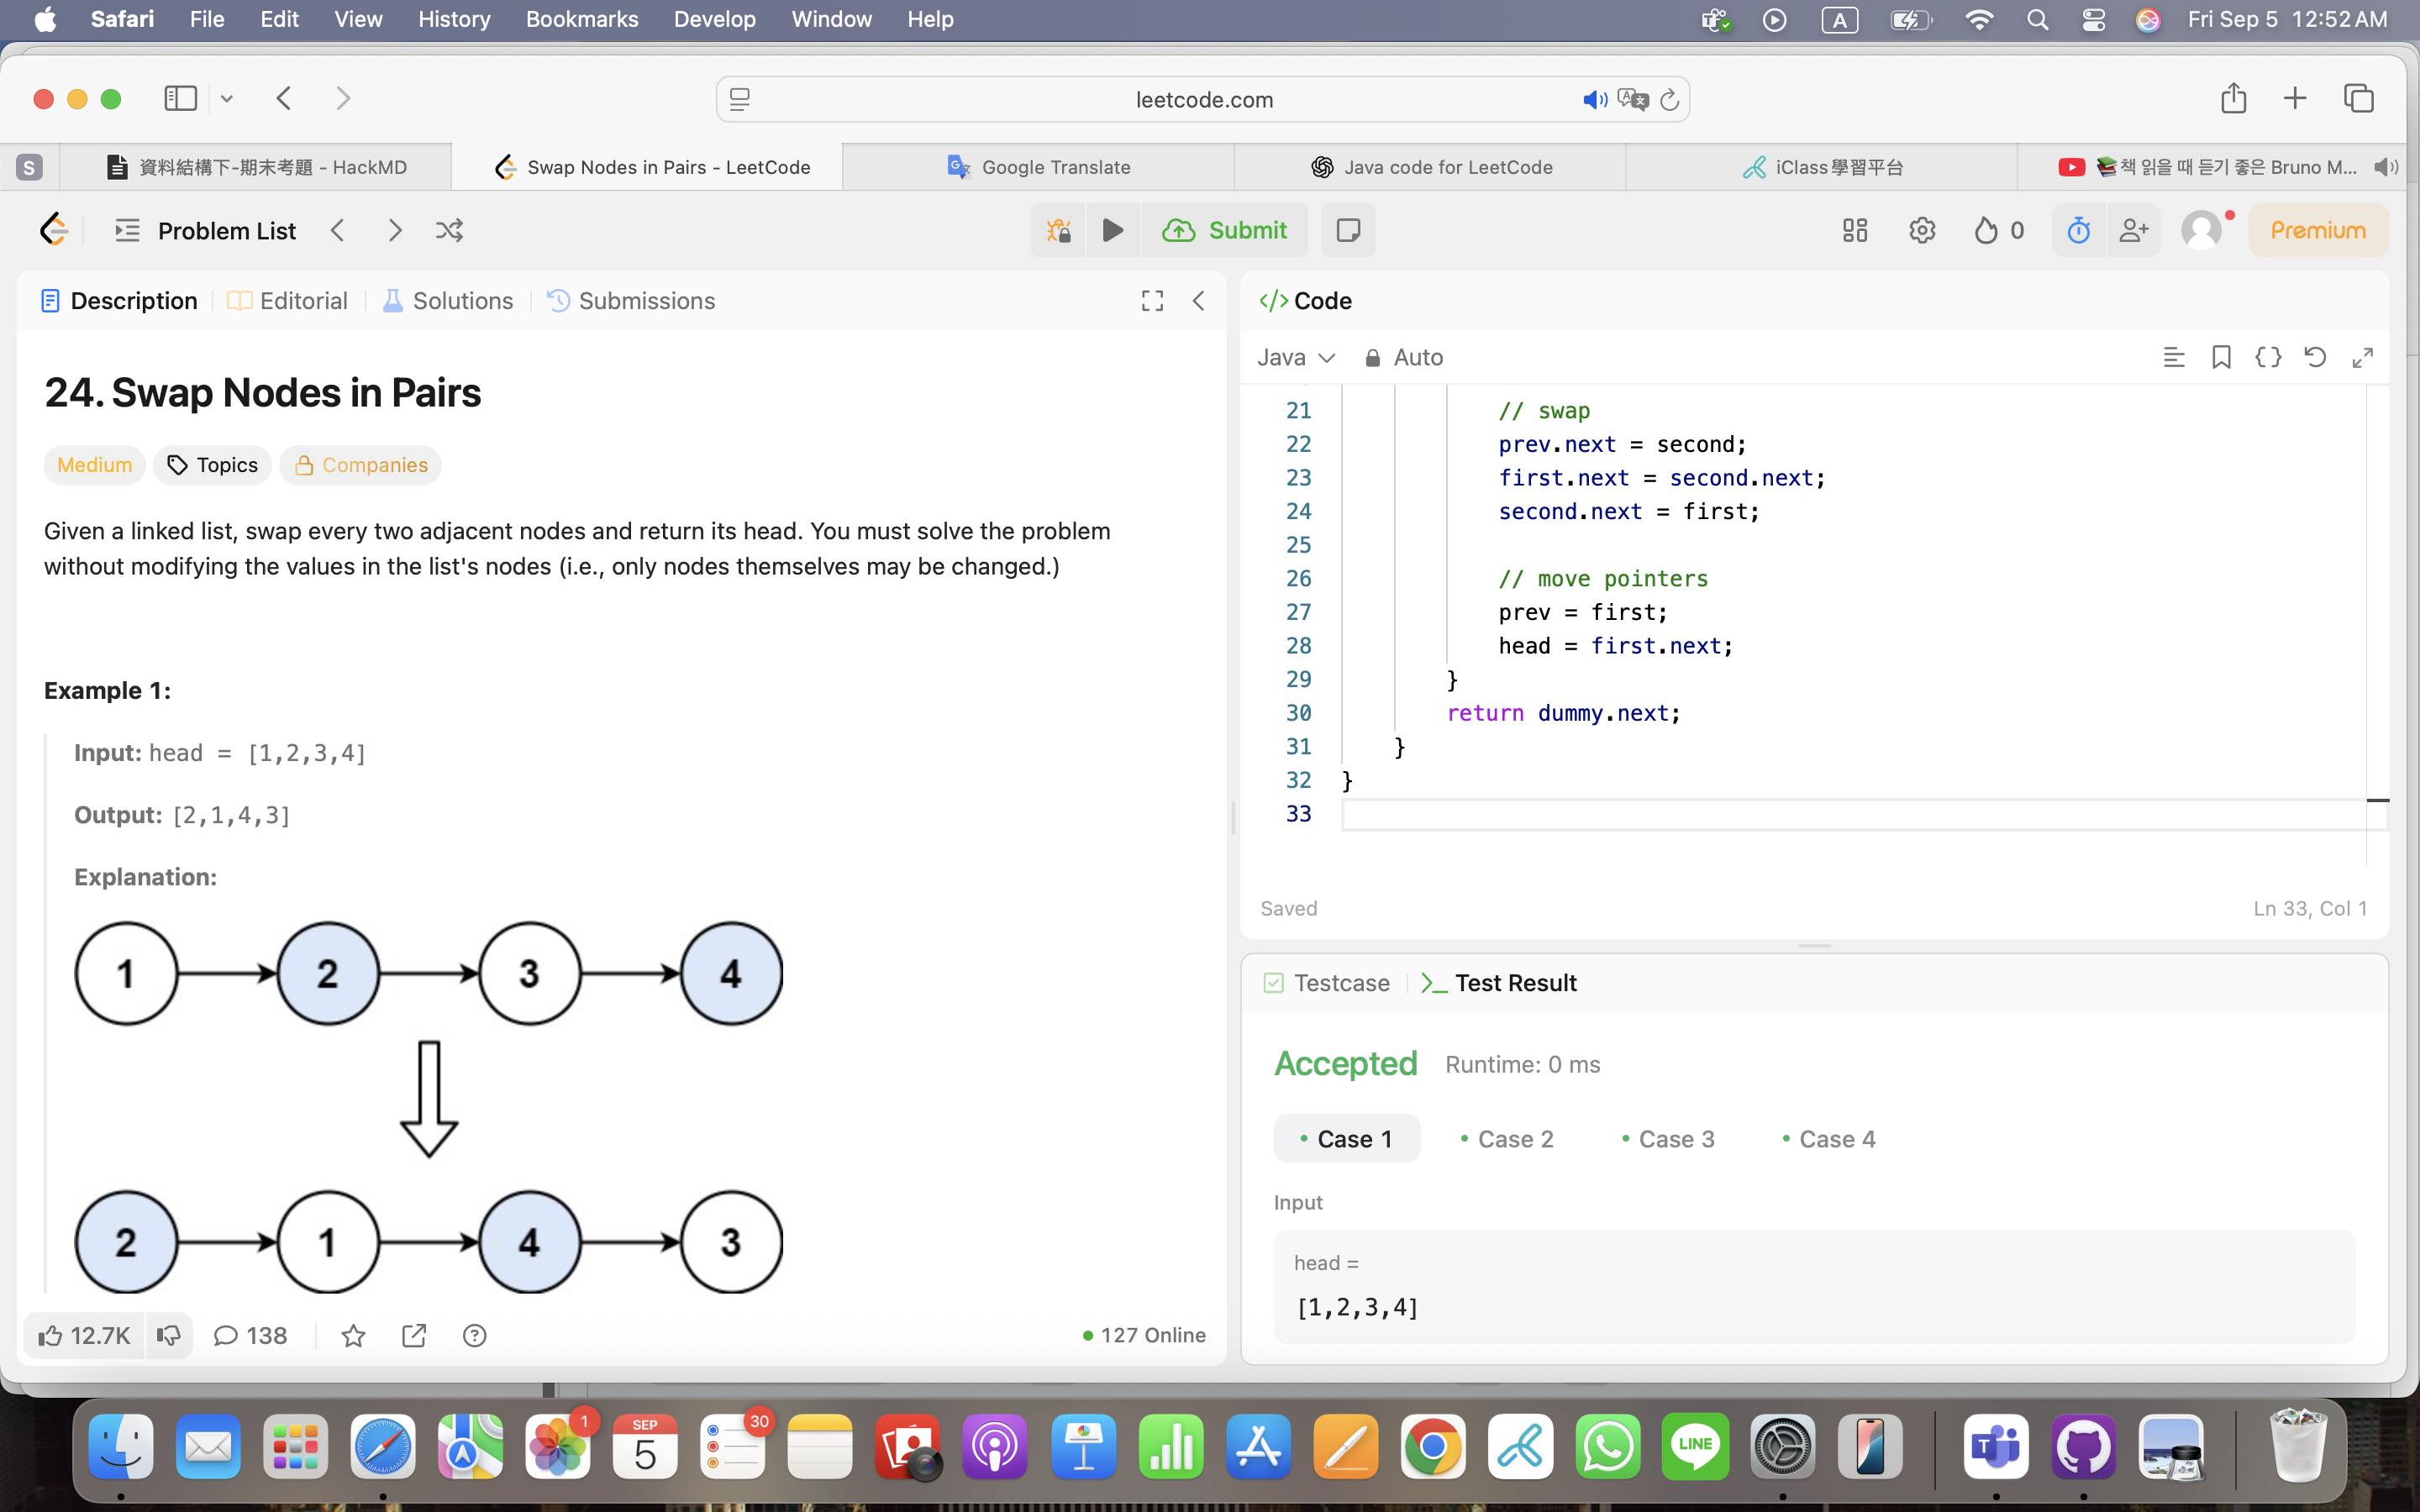 Safari File Edit View History Bookmarks Develop Window Help A Fri Sep 5 12:52 AM
leetcode.com
S 資料結構下-期末考題 - HackMD Swap Nodes in Pairs - LeetCode Google Translate Java code for LeetCode iClass 學習平台 책 읽을 때 듣기 좋은 Bruno M...
Problem List Submit 0 Premium
Description Editorial Solutions Submissions
24. Swap Nodes in Pairs
Medium Topics Companies
Given a linked list, swap every two adjacent nodes and return its head. You must solve the problem
without modifying the values in the list's nodes (i.e., only nodes themselves may be changed.)
Example 1:
Input: head = [1,2,3,4]
Output: [2,1,4,3]
Explanation:
1 2 3 4
2 1 4 3
12.7K 138 127 Online
</> Code
Java Auto
21 // swap
22 prev.next = second;
23 first.next = second.next;
24 second.next = first;
25
26 // move pointers
27 prev = first;
28 head = first.next;
29 }
30 return dummy.next;
31 }
32 }
33
Saved Ln 33, Col 1
Testcase >_ Test Result
Accepted Runtime: 0 ms
• Case 1 • Case 2 • Case 3 • Case 4
Input
head =
[1,2,3,4]
1 SEP 5 30 LINE T